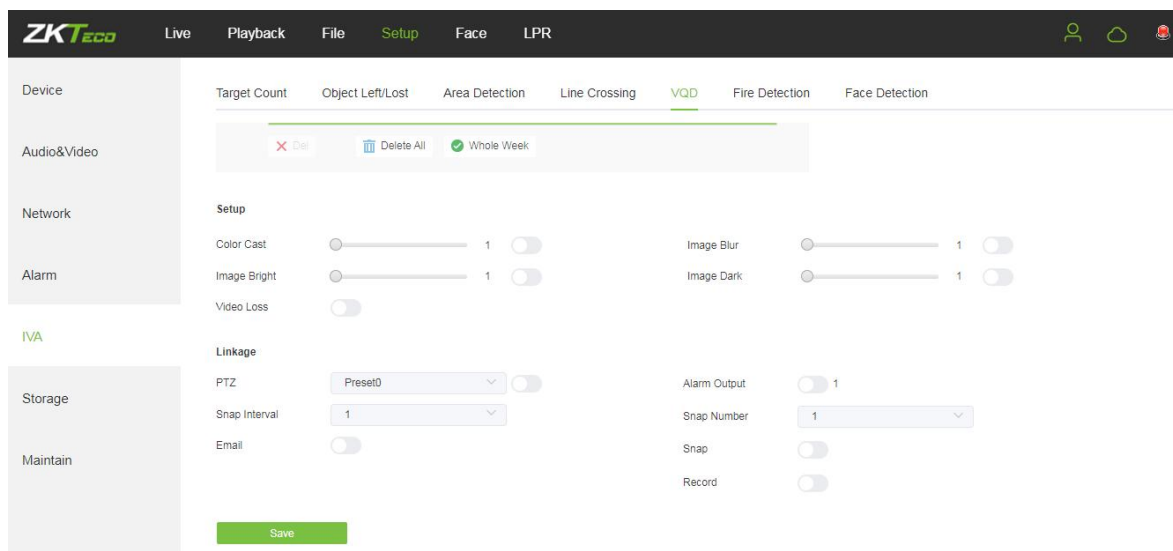 ZKTeco Live Playback File Setup Face LPR
Device
Audio&Video
Network
Alarm
IVA
Storage
Maintain
Target Count Object Left/Lost Area Detection Line Crossing VQD Fire Detection Face Detection
Del Delete All Whole Week
Setup
Color Cast 1 Image Blur 1
Image Bright 1 Image Dark 1
Video Loss
Linkage
PTZ Preset0 Alarm Output 1
Snap Interval 1 Snap Number 1
Email Snap
Record
Save